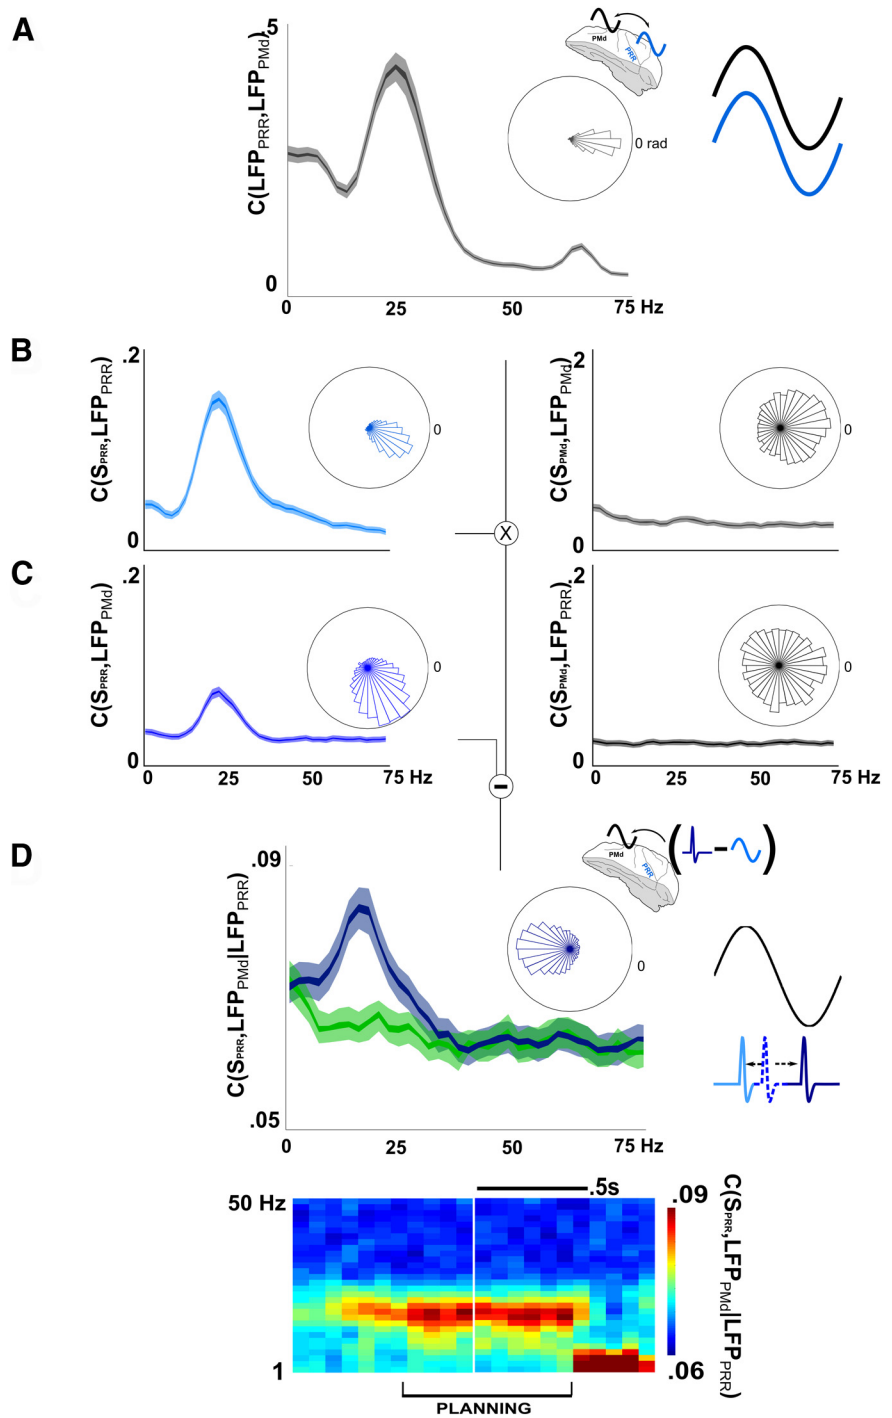 A
C(LFPPRR,LFPPMd)
.5
0
0 25 50 75 Hz
PMd
PRR
0 rad
B
C(SPRR,LFPPRR)
.2
0
0
X
C(SPMd,LFPPMd)
.2
0
0
C
C(SPRR,LFPPMd)
.2
0
0
0 25 50 75 Hz
C(SPMd,LFPPRR)
.2
0
0
0 25 50 75 Hz
D
C(SPRR,LFPPMd|LFPPRR)
.09
.05
0 25 50 75 Hz
0
PMd
PRR
( - )
50 Hz
1
.5s
.09
.06
C(SPRR,LFPPMd|LFPPRR)
PLANNING